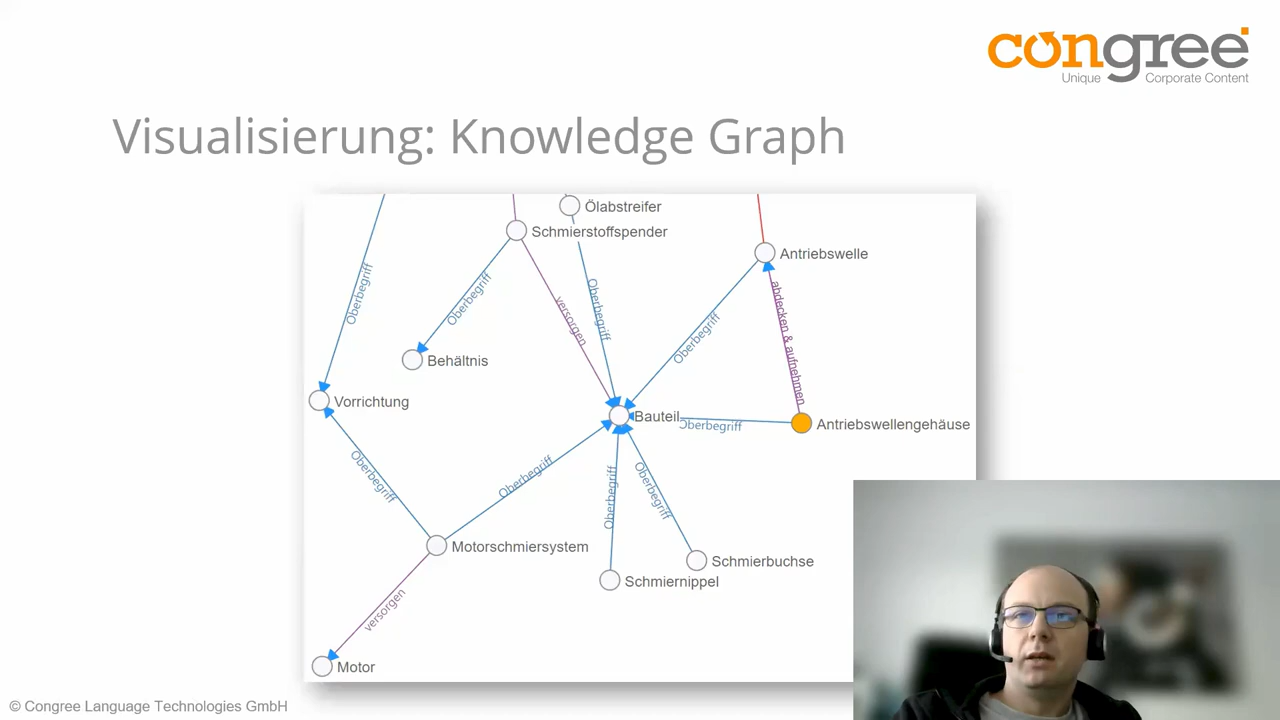 congree
Unique Corporate Content
Visualisierung: Knowledge Graph
Ölabstreifer
Schmierstoffspender
Antriebswelle
Oberbegriff
Oberbegriff
versorgen
Oberbegriff
Oberbegriff
abdecken & aufnehmen
Behältnis
Vorrichtung
Bauteil
Oberbegriff
Antriebswellengehäuse
Oberbegriff
Oberbegriff
Oberbegriff
Oberbegriff
Motorschmiersystem
Schmierbuchse
Schmiernippel
versorgen
Motor
© Congree Language Technologies GmbH